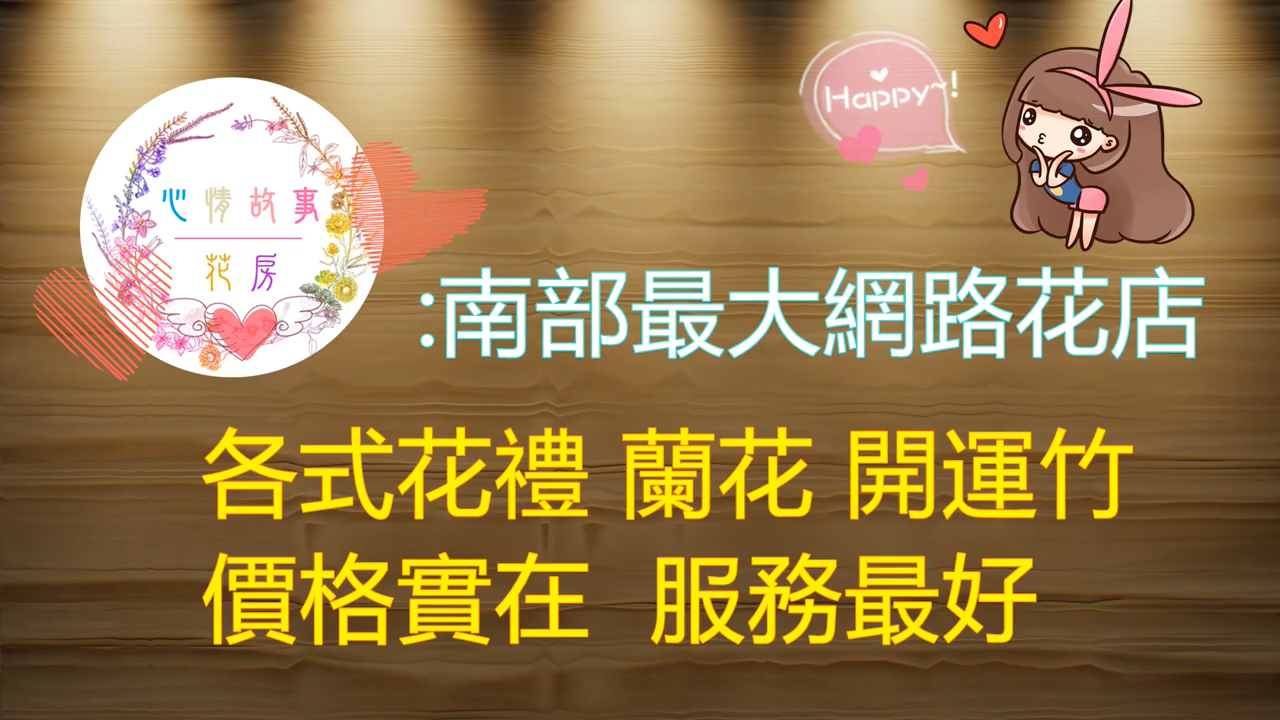 Happy~!
心情故事
花房
:南部最大網路花店
各式花禮 蘭花 開運竹
價格實在 服務最好